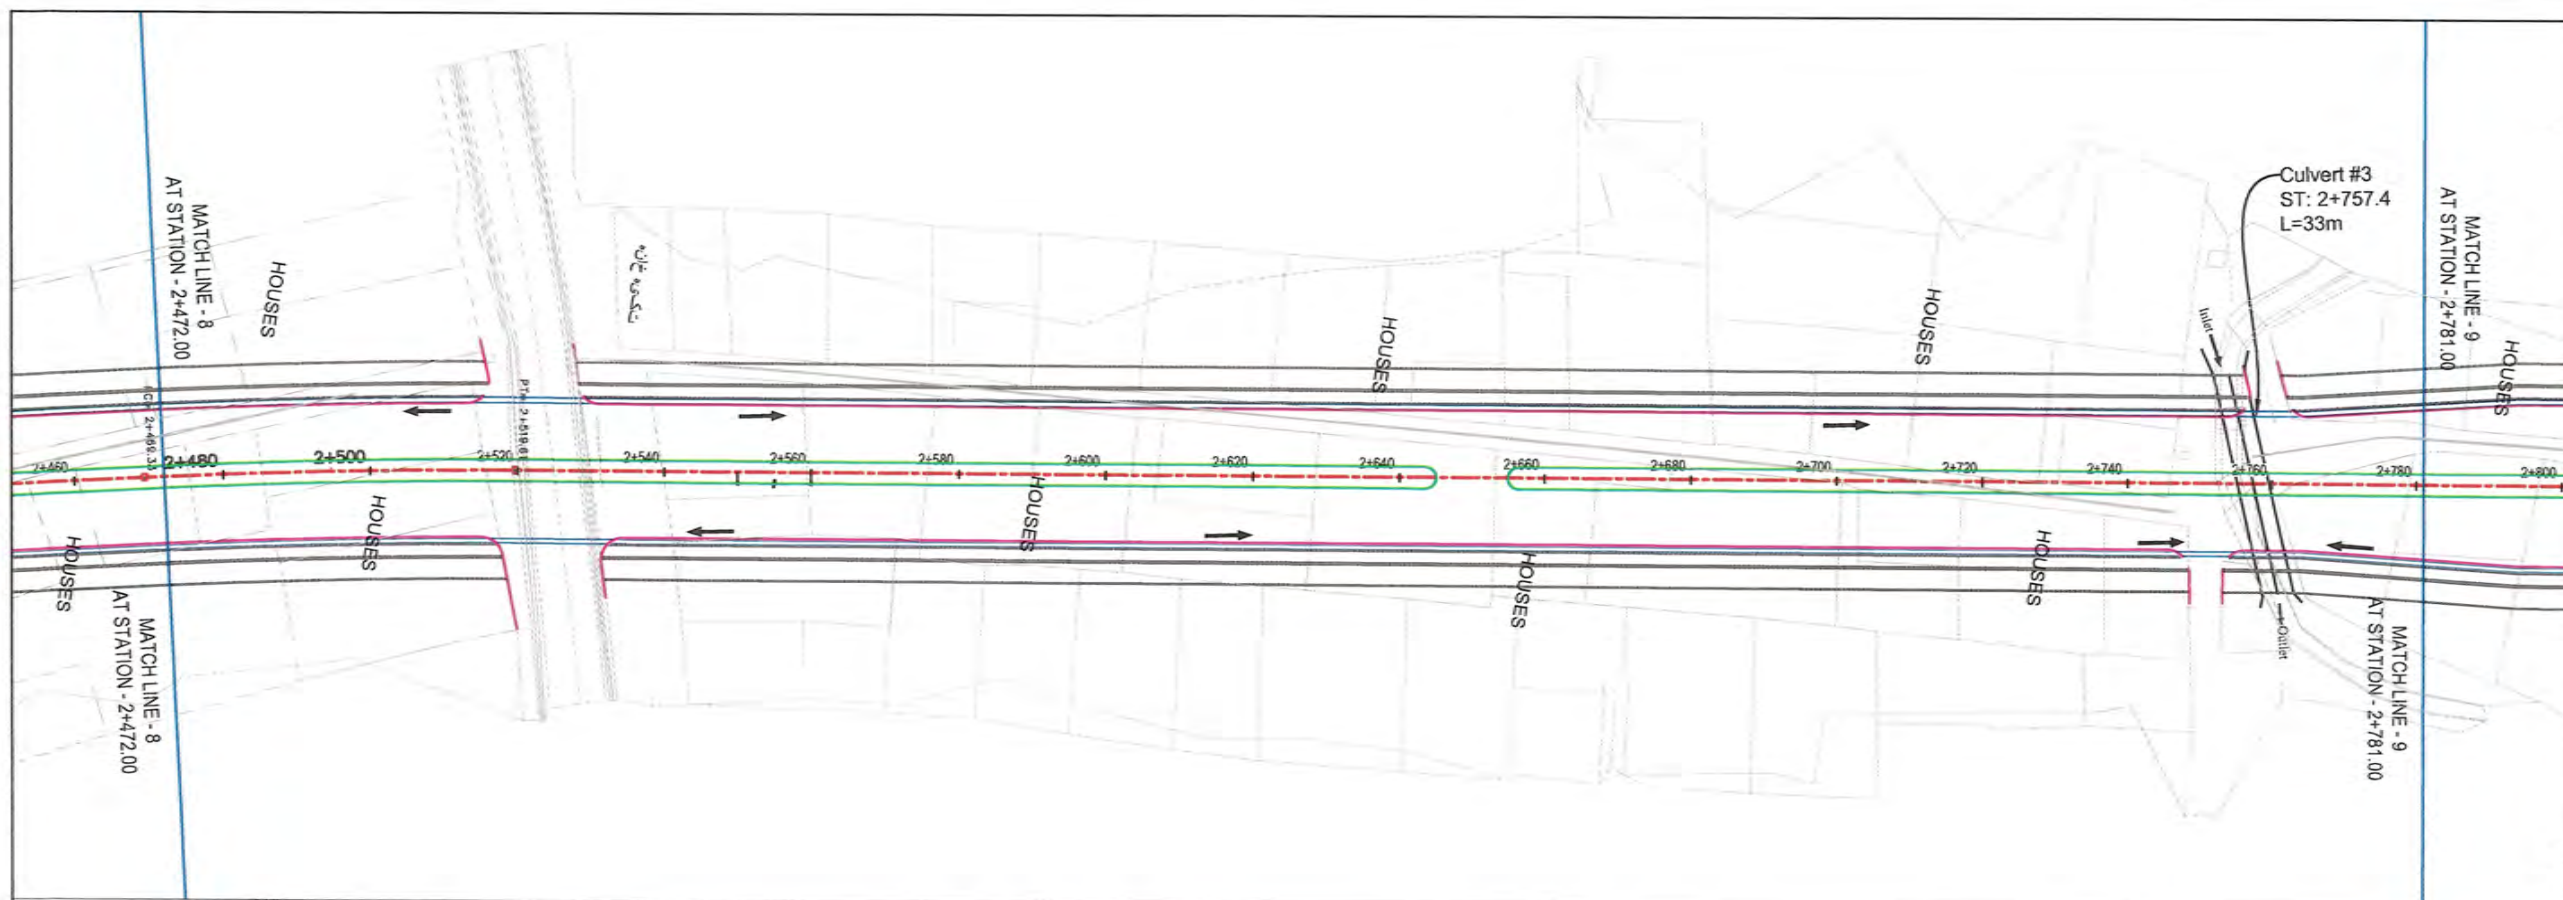 MATCH LINE - 8
AT STATION - 2+472.00
HOUSES
HOUSES
HOUSES
Culvert #3
ST: 2+757.4
L=33m
MATCH LINE - 9
AT STATION - 2+781.00
HOUSES
Inlet
PT= 2+519.61
2+460
2+480
2+500
2+520
2+540
2+560
2+580
2+600
2+620
2+640
2+660
2+680
2+700
2+720
2+740
2+760
2+780
2+800
HOUSES
HOUSES
HOUSES
HOUSES
HOUSES
Outlet
MATCH LINE - 8
AT STATION - 2+472.00
MATCH LINE - 9
AT STATION - 2+781.00